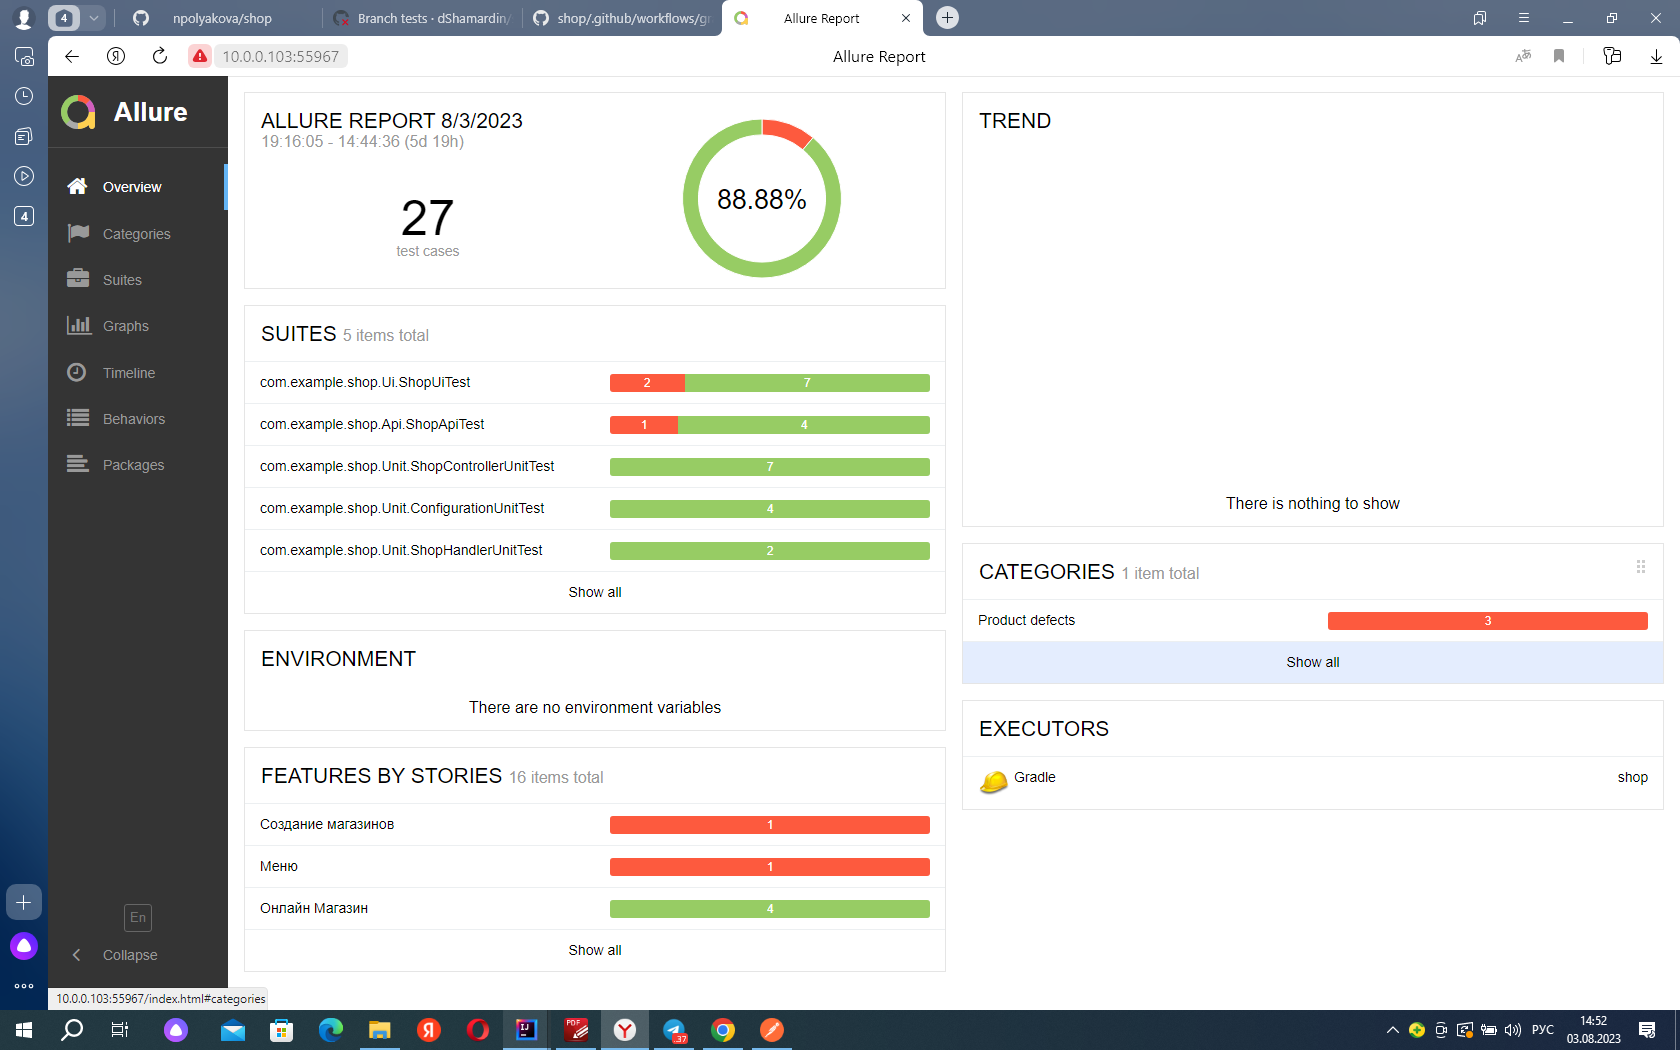 4
npolyakova/shop
Branch tests · dShamardin/
shop/.github/workflows/gr
Allure Report
10.0.0.103:55967
Allure Report
4
Allure
Overview
Categories
Suites
Graphs
Timeline
Behaviors
Packages
En
Collapse
ALLURE REPORT 8/3/2023
19:16:05 - 14:44:36 (5d 19h)
27
test cases
88.88%
SUITES 5 items total
com.example.shop.Ui.ShopUiTest 2 7
com.example.shop.Api.ShopApiTest 1 4
com.example.shop.Unit.ShopControllerUnitTest 7
com.example.shop.Unit.ConfigurationUnitTest 4
com.example.shop.Unit.ShopHandlerUnitTest 2
Show all
ENVIRONMENT
There are no environment variables
FEATURES BY STORIES 16 items total
Создание магазинов 1
Меню 1
Онлайн Магазин 4
Show all
TREND
There is nothing to show
CATEGORIES 1 item total
Product defects 3
Show all
EXECUTORS
Gradle shop
10.0.0.103:55967/index.html#categories
РУС
14:52
03.08.2023